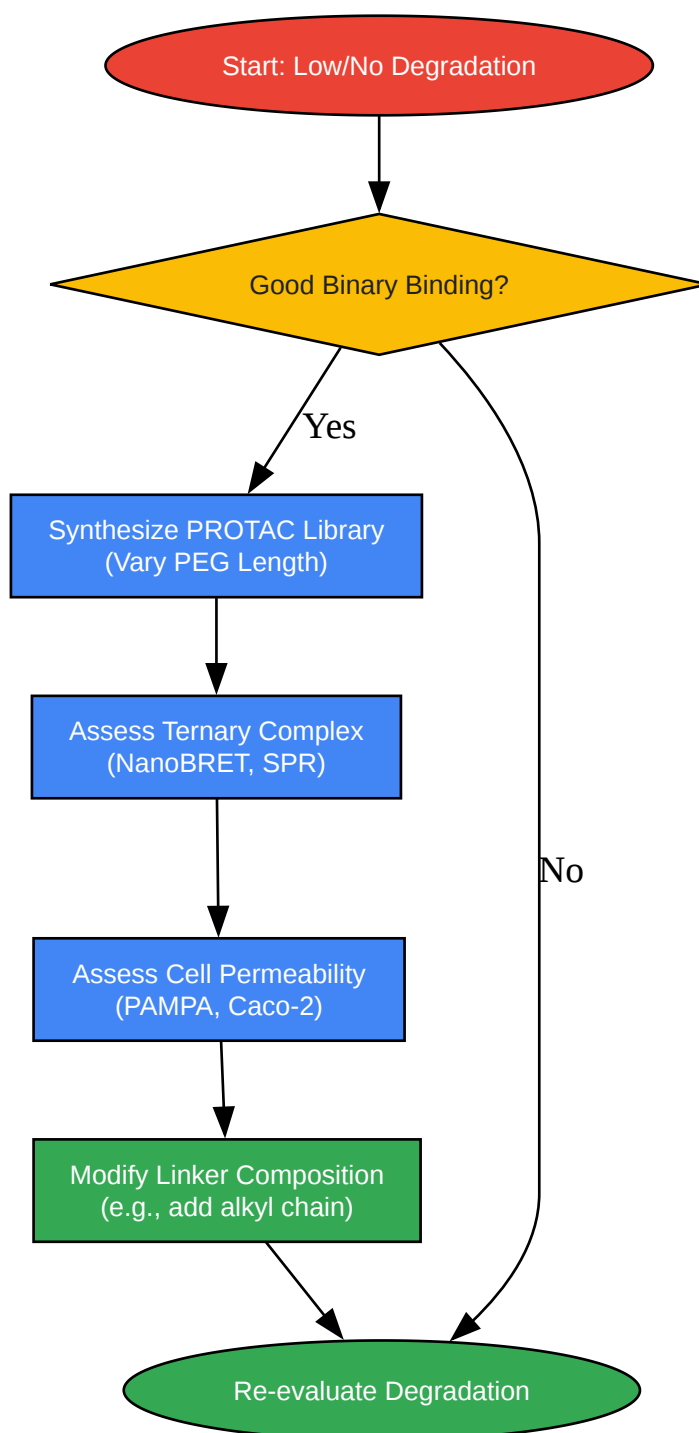 Start: Low/No Degradation
Good Binary Binding?
Yes
Synthesize PROTAC Library
(Vary PEG Length)
Assess Ternary Complex
(NanoBRET, SPR)
No
Assess Cell Permeability
(PAMPA, Caco-2)
Modify Linker Composition
(e.g., add alkyl chain)
Re-evaluate Degradation